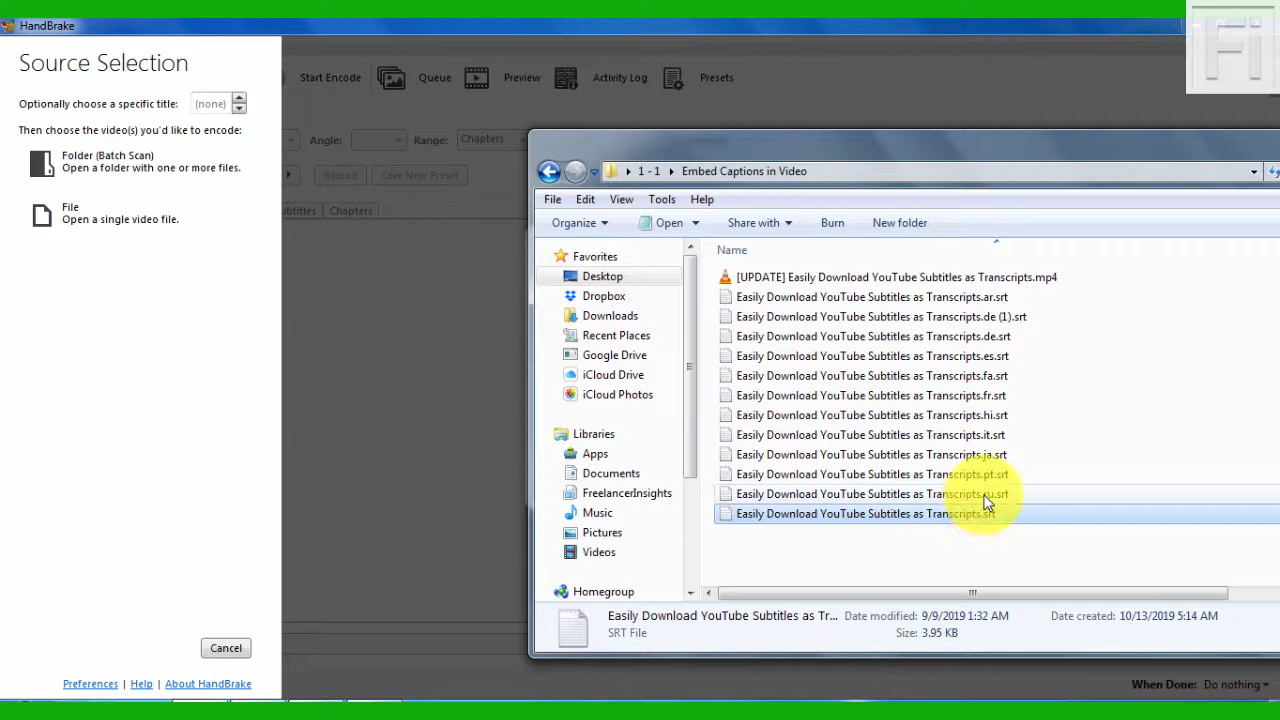 HandBrake
Fi
Source Selection
Optionally choose a specific title: (none)
Then choose the video(s) you'd like to encode:
Folder (Batch Scan)
Open a folder with one or more files.
File
Open a single video file.
Cancel
Preferences | Help | About HandBrake
Start Encode Queue Preview Activity Log Presets
Angle: Range: Chapters
Reload Save New Preset
btitles Chapters
1 - 1 Embed Captions in Video
File Edit View Tools Help
Organize Open Share with Burn New folder
Favorites
Desktop
Dropbox
Downloads
Recent Places
Google Drive
iCloud Drive
iCloud Photos
Libraries
Apps
Documents
FreelancerInsights
Music
Pictures
Videos
Homegroup
Name
[UPDATE] Easily Download YouTube Subtitles as Transcripts.mp4
Easily Download YouTube Subtitles as Transcripts.ar.srt
Easily Download YouTube Subtitles as Transcripts.de (1).srt
Easily Download YouTube Subtitles as Transcripts.de.srt
Easily Download YouTube Subtitles as Transcripts.es.srt
Easily Download YouTube Subtitles as Transcripts.fa.srt
Easily Download YouTube Subtitles as Transcripts.fr.srt
Easily Download YouTube Subtitles as Transcripts.hi.srt
Easily Download YouTube Subtitles as Transcripts.it.srt
Easily Download YouTube Subtitles as Transcripts.ja.srt
Easily Download YouTube Subtitles as Transcripts.pt.srt
Easily Download YouTube Subtitles as Transcripts.ru.srt
Easily Download YouTube Subtitles as Transcripts.srt
Easily Download YouTube Subtitles as Tr... Date modified: 9/9/2019 1:32 AM Date created: 10/13/2019 5:14 AM
SRT File Size: 3.95 KB
When Done: Do nothing